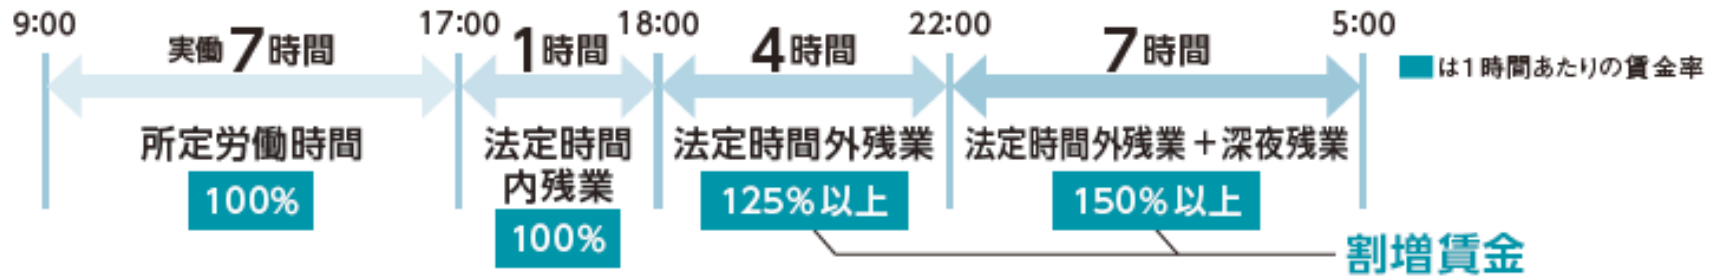 9:00 17:00 18:00 22:00 5:00
実働7時間 1時間 4時間 7時間
は1時間あたりの賃金率
所定労働時間 法定時間 法定時間外残業 法定時間外残業+深夜残業
内残業
100% 125%以上 150%以上
100%
割増賃金